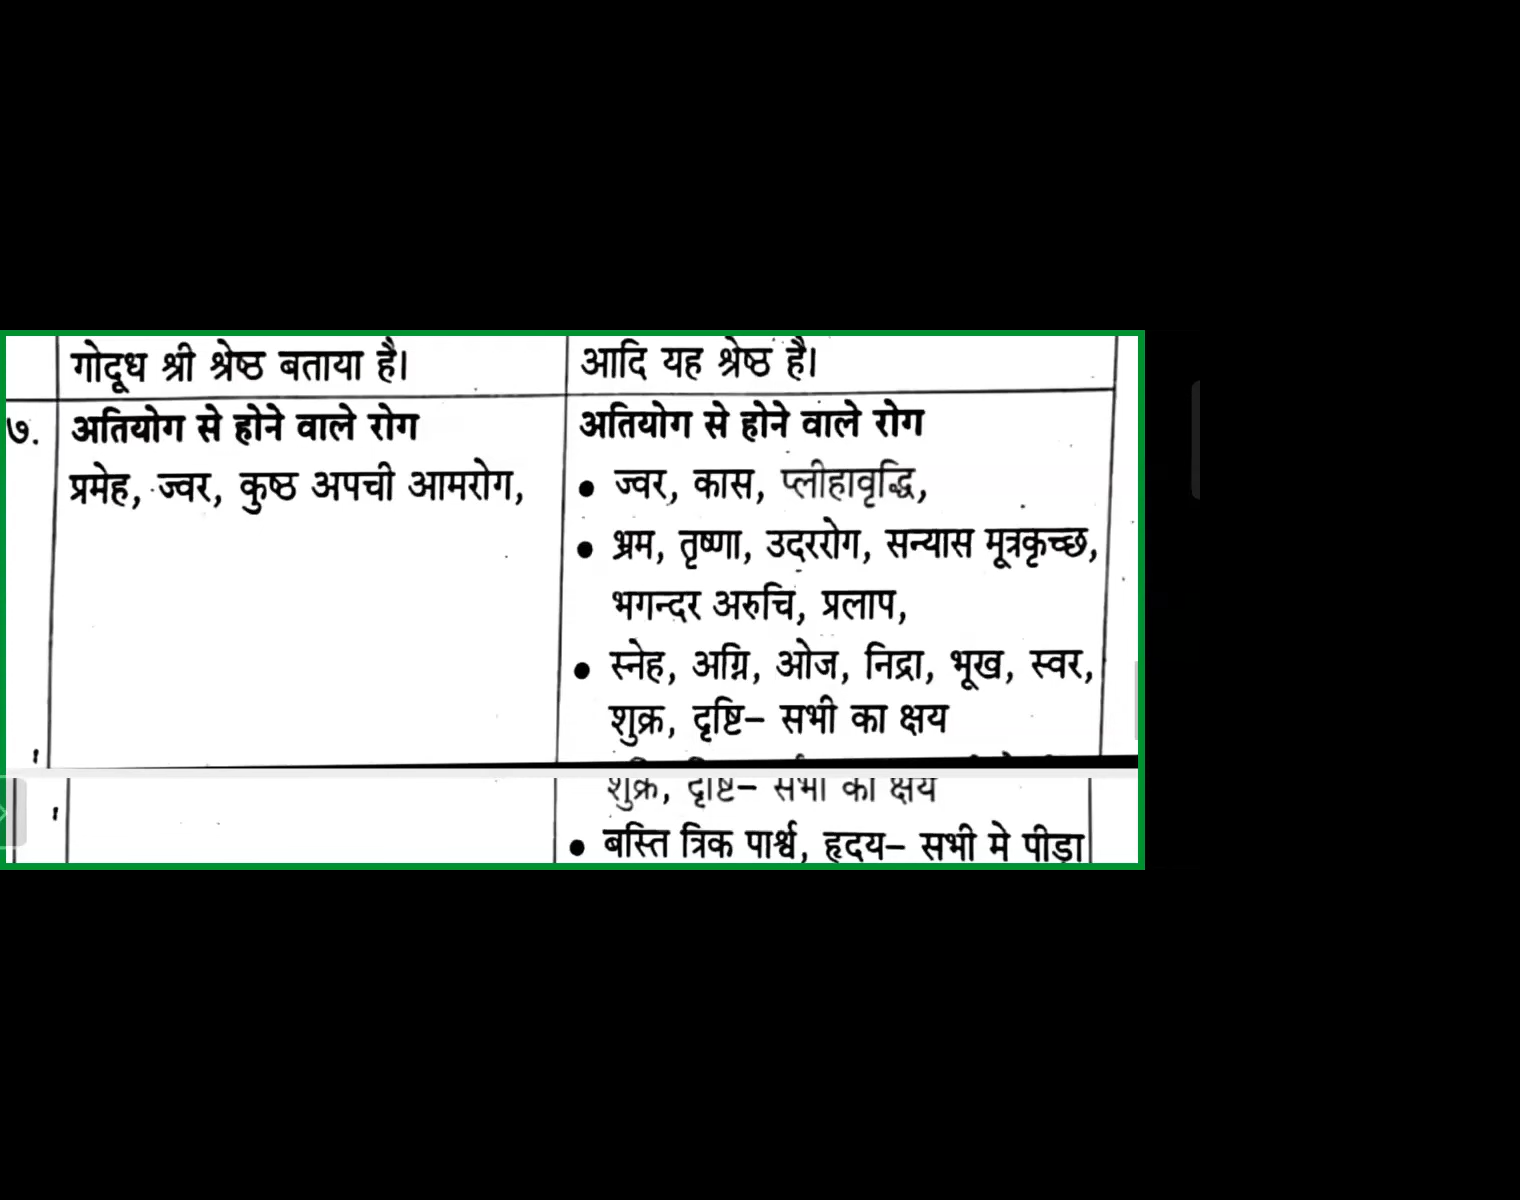 गोदूध श्री श्रेष्ठ बताया है।
आदि यह श्रेष्ठ है।
७.
अतियोग से होने वाले रोग
प्रमेह, ज्वर, कुष्ठ अपची आमरोग,
अतियोग से होने वाले रोग
● ज्वर, कास, प्लीहावृद्धि,
● भ्रम, तृष्णा, उदररोग, सन्यास मूत्रकृच्छ,
भगन्दर अरुचि, प्रलाप,
● स्नेह, अग्नि, ओज, निद्रा, भूख, स्वर,
शुक्र, दृष्टि– सभी का क्षय
शुक्र, दृष्टि– सभी का क्षय
● बस्ति त्रिक पार्श्व, हृदय– सभी मे पीड़ा